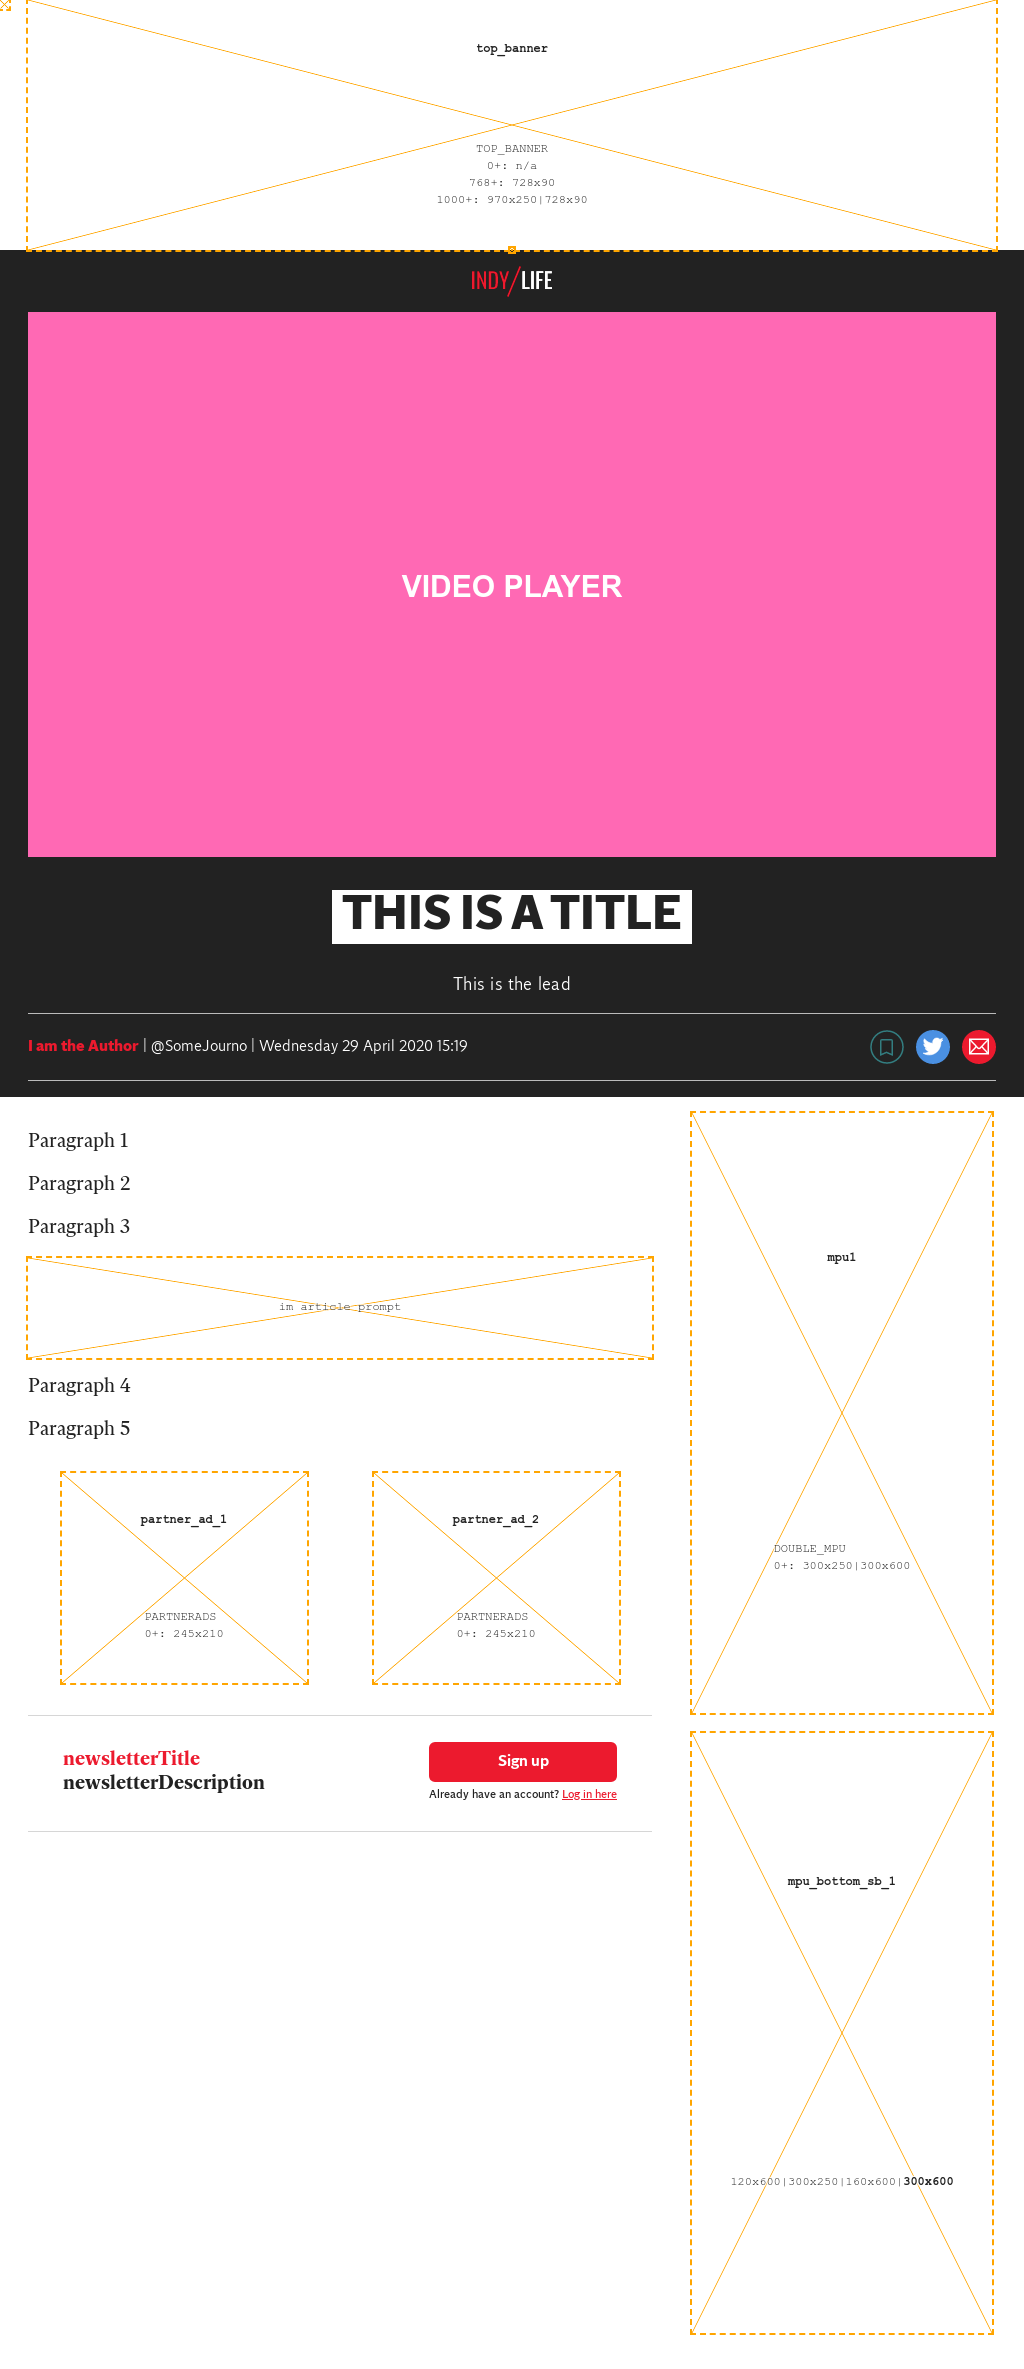 top_banner
TOP_BANNER
0+: n/a
768+: 728x90
1000+: 970x250|728x90
INDY/LIFE
VIDEO PLAYER
THIS IS A TITLE
This is the lead
I am the Author | @SomeJourno | Wednesday 29 April 2020 15:19
Paragraph 1
Paragraph 2
Paragraph 3
im article prompt
Paragraph 4
Paragraph 5
partner_ad_1
PARTNERADS
0+: 245x210
partner_ad_2
PARTNERADS
0+: 245x210
newsletterTitle
newsletterDescription
Sign up
Already have an account? Log in here
mpu1
DOUBLE_MPU
0+: 300x250|300x600
mpu_bottom_sb_1
120x600|300x250|160x600|300x600